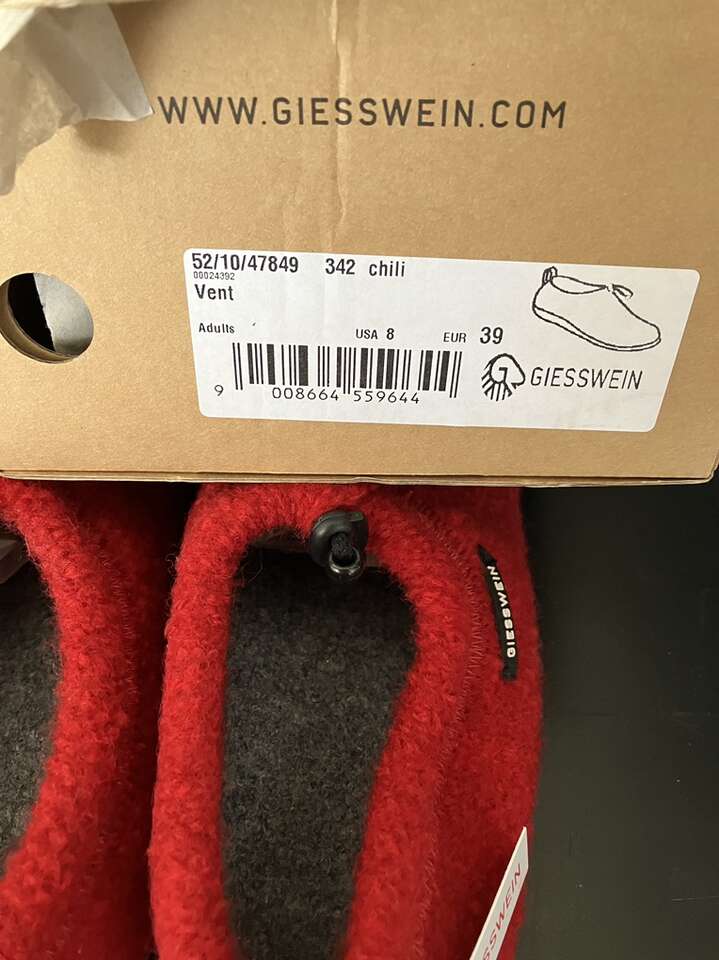 WWW.GIESSWEIN.COM
52/10/47849 342 chili
00024392
Vent
Adults USA 8 EUR 39
9 008664 559644
GIESSWEIN
GIESSWEIN
SSWEIN